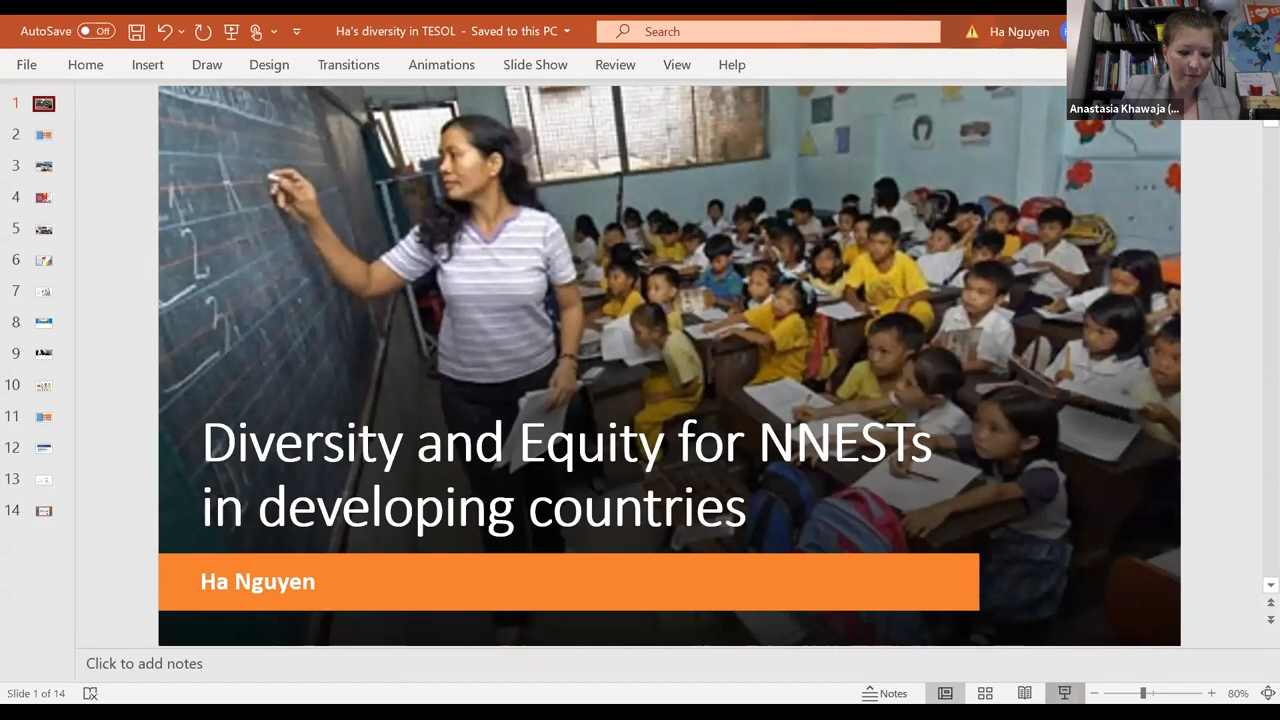 AutoSave Off Ha's diversity in TESOL - Saved to this PC Search Ha Nguyen
File Home Insert Draw Design Transitions Animations Slide Show Review View Help
Anastasia Khawaja (...
1
2
3
4
5
6
7
8
9
10
11
12
13
14
Diversity and Equity for NNESTs
in developing countries
Ha Nguyen
Click to add notes
Slide 1 of 14 Notes 80%